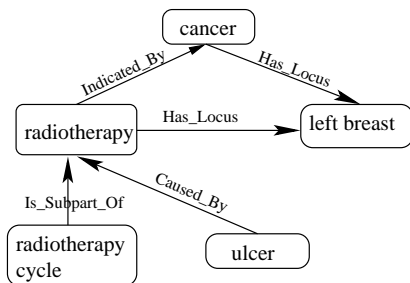 cancer
Indicated_By
Has_Locus
radiotherapy
Has_Locus
left breast
Is_Subpart_Of
Caused_By
radiotherapy
cycle
ulcer